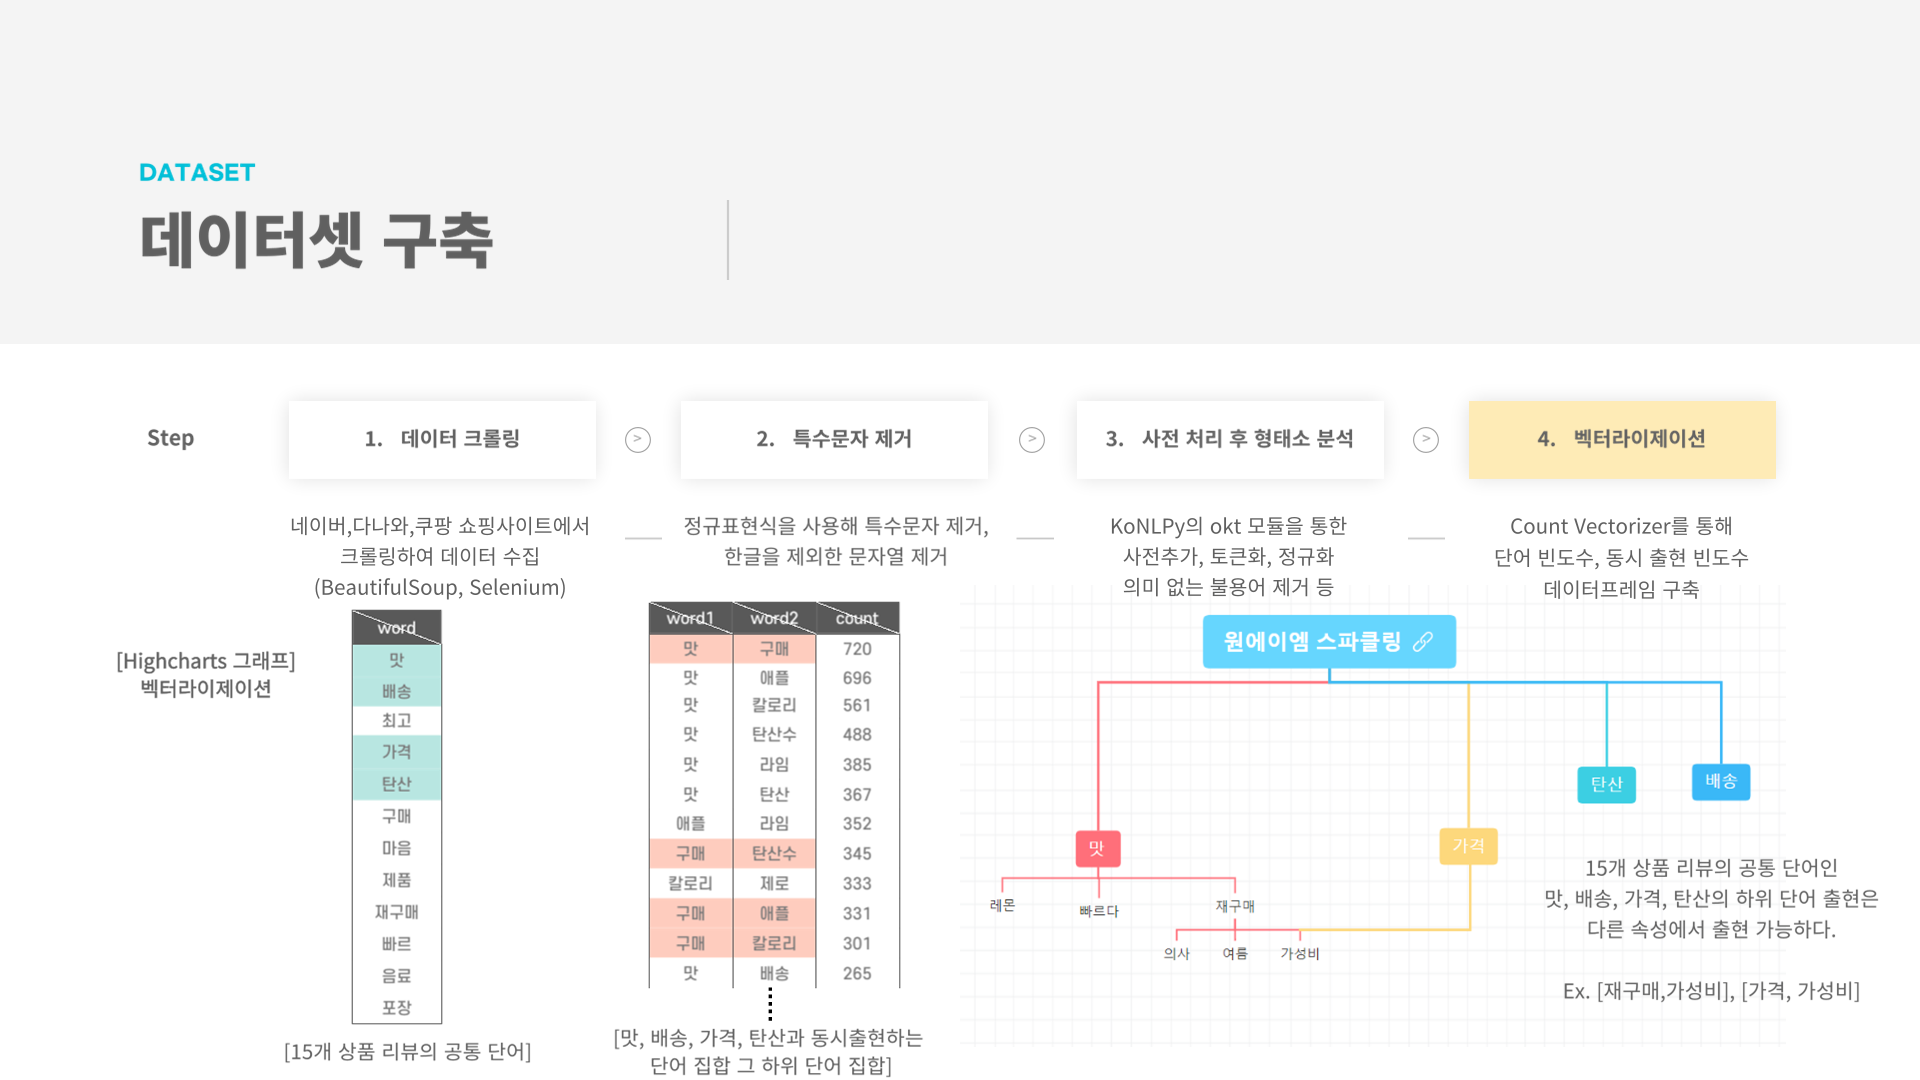 DATASET
데이터셋 구축
Step
1. 데이터 크롤링
>
2. 특수문자 제거
>
3. 사전 처리 후 형태소 분석
>
4. 벡터라이제이션
네이버,다나와,쿠팡 쇼핑사이트에서
크롤링하여 데이터 수집
(BeautifulSoup, Selenium)
정규표현식을 사용해 특수문자 제거,
한글을 제외한 문자열 제거
KoNLPy의 okt 모듈을 통한
사전추가, 토큰화, 정규화
의미 없는 불용어 제거 등
Count Vectorizer를 통해
단어 빈도수, 동시 출현 빈도수
데이터프레임 구축
[Highcharts 그래프]
벡터라이제이션
word
맛
배송
최고
가격
탄산
구매
마음
제품
재구매
빠르
음료
포장
[15개 상품 리뷰의 공통 단어]
word1 word2 count
맛 구매 720
맛 애플 696
맛 칼로리 561
맛 탄산수 488
맛 라임 385
맛 탄산 367
애플 라임 352
구매 탄산수 345
칼로리 제로 333
구매 애플 331
구매 칼로리 301
맛 배송 265
[맛, 배송, 가격, 탄산과 동시출현하는
단어 집합 그 하위 단어 집합]
원에이엠 스파클링
탄산
배송
맛
가격
레몬
빠르다
재구매
의사
여름
가성비
15개 상품 리뷰의 공통 단어인
맛, 배송, 가격, 탄산의 하위 단어 출현은
다른 속성에서 출현 가능하다.
Ex. [재구매,가성비], [가격, 가성비]